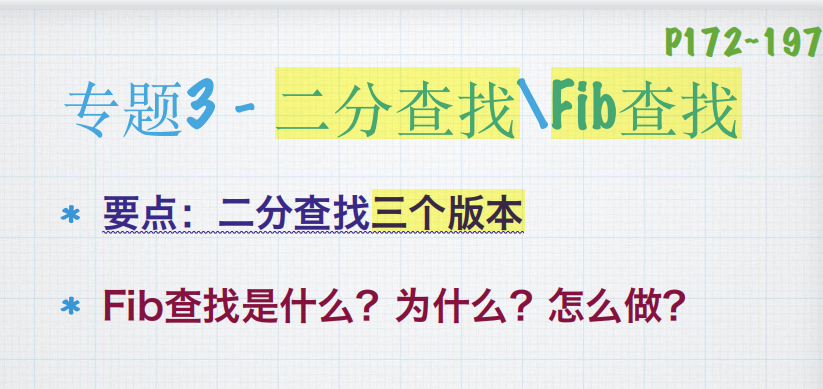 P172~197
专题3 - 二分查找\Fib查找
* 要点：二分查找三个版本
* Fib查找是什么？为什么？怎么做？